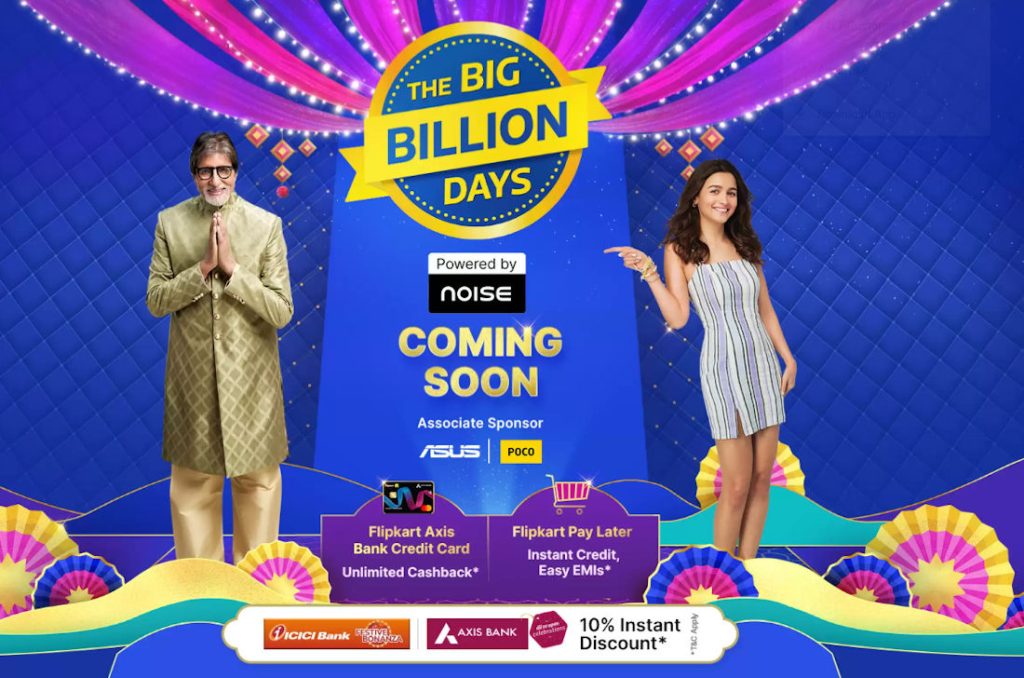 THE BIG
BILLION
DAYS
Powered by
noise
COMING
SOON
Associate Sponsor
ASUS
POCO
Flipkart Axis
Bank Credit Card
Unlimited Cashback*
Flipkart Pay Later
Instant Credit,
Easy EMIs*
ICICI Bank
FESTIVE
BONANZA
AXIS BANK
celebrations
10% Instant
Discount*
*T&C Apply